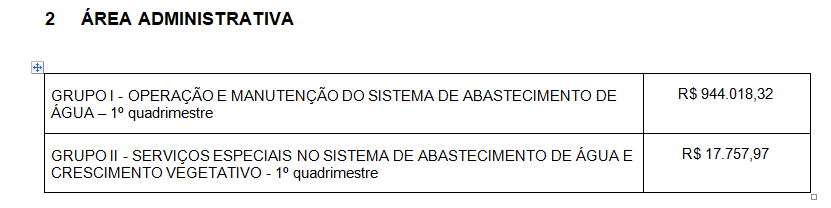 2 ÁREA ADMINISTRATIVA
GRUPO I - OPERAÇÃO E MANUTENÇÃO DO SISTEMA DE ABASTECIMENTO DE
ÁGUA – 1º quadrimestre
R$ 944.018,32
GRUPO II - SERVIÇOS ESPECIAIS NO SISTEMA DE ABASTECIMENTO DE ÁGUA E
CRESCIMENTO VEGETATIVO - 1º quadrimestre
R$ 17.757,97